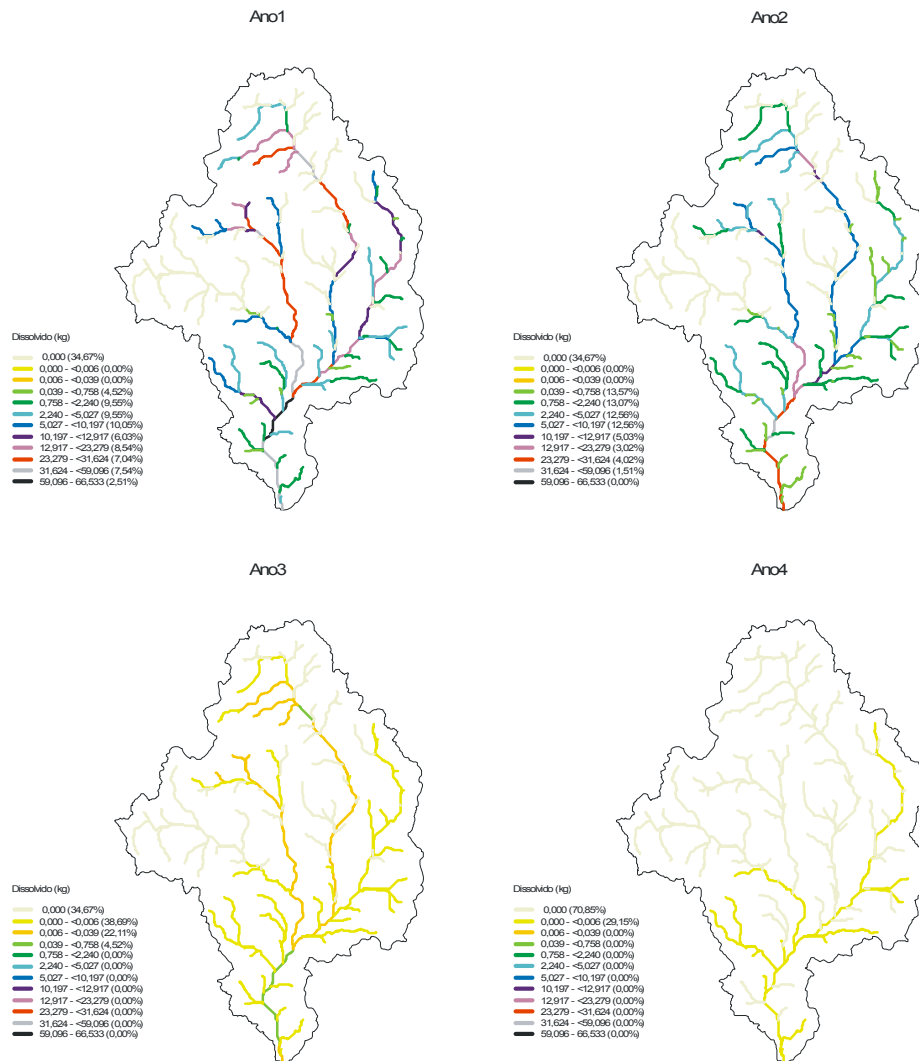 Ano1
Dissolvido (kg)
0,000 (34,67%)
0,000 - <0,006 (0,00%)
0,006 - <0,039 (0,00%)
0,039 - <0,758 (4,52%)
0,758 - <2,240 (9,55%)
2,240 - <5,027 (9,55%)
5,027 - <10,197 (10,05%)
10,197 - <12,917 (6,03%)
12,917 - <23,279 (8,54%)
23,279 - <31,624 (7,04%)
31,624 - <59,096 (7,54%)
59,096 - 66,533 (2,51%)
Ano2
Dissolvido (kg)
0,000 (34,67%)
0,000 - <0,006 (0,00%)
0,006 - <0,039 (0,00%)
0,039 - <0,758 (13,57%)
0,758 - <2,240 (13,07%)
2,240 - <5,027 (12,56%)
5,027 - <10,197 (12,56%)
10,197 - <12,917 (5,03%)
12,917 - <23,279 (3,02%)
23,279 - <31,624 (4,02%)
31,624 - <59,096 (1,51%)
59,096 - 66,533 (0,00%)
Ano3
Dissolvido (kg)
0,000 (34,67%)
0,000 - <0,006 (38,69%)
0,006 - <0,039 (22,11%)
0,039 - <0,758 (4,52%)
0,758 - <2,240 (0,00%)
2,240 - <5,027 (0,00%)
5,027 - <10,197 (0,00%)
10,197 - <12,917 (0,00%)
12,917 - <23,279 (0,00%)
23,279 - <31,624 (0,00%)
31,624 - <59,096 (0,00%)
59,096 - 66,533 (0,00%)
Ano4
Dissolvido (kg)
0,000 (70,85%)
0,000 - <0,006 (29,15%)
0,006 - <0,039 (0,00%)
0,039 - <0,758 (0,00%)
0,758 - <2,240 (0,00%)
2,240 - <5,027 (0,00%)
5,027 - <10,197 (0,00%)
10,197 - <12,917 (0,00%)
12,917 - <23,279 (0,00%)
23,279 - <31,624 (0,00%)
31,624 - <59,096 (0,00%)
59,096 - 66,533 (0,00%)